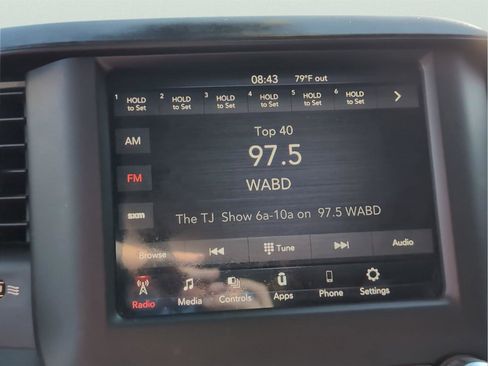 08:43 79°F out
1 HOLD to Set 2 HOLD to Set 3 HOLD to Set 4 HOLD to Set 5 HOLD to Set 6 HOLD to Set
AM
Top 40
97.5
FM
WABD
sxm
The TJ Show 6a-10a on 97.5 WABD
Browse Tune Audio
Radio Media Controls Apps Phone Settings